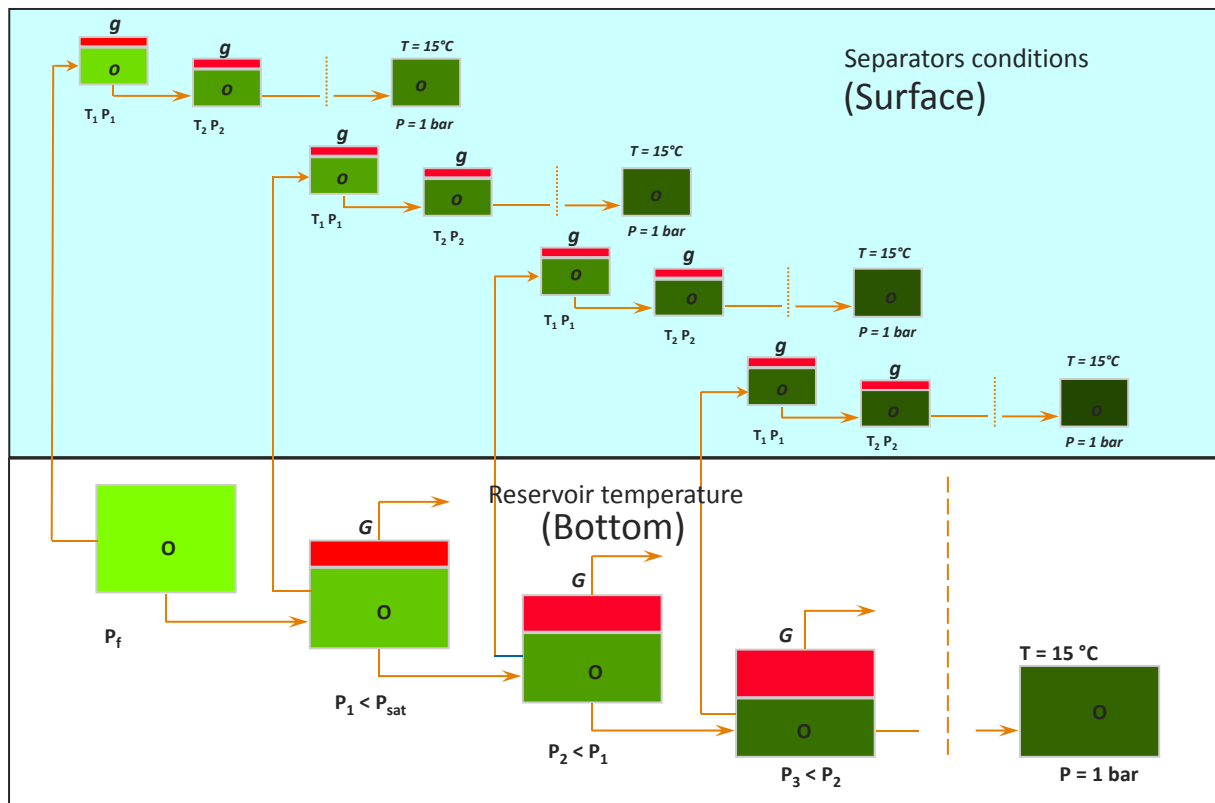 g
g
T = 15°C
Separators conditions
(Surface)
o
o
o
T₁ P₁
T₂ P₂
P = 1 bar
g
g
T = 15°C
o
o
o
T₁ P₁
T₂ P₂
P = 1 bar
g
g
T = 15°C
o
o
o
T₁ P₁
T₂ P₂
P = 1 bar
g
g
T = 15°C
o
o
o
T₁ P₁
T₂ P₂
P = 1 bar
Reservoir temperature
(Bottom)
O
P_f
G
O
P₁ < P_sat
G
O
P₂ < P₁
G
O
P₃ < P₂
T = 15 °C
O
P = 1 bar